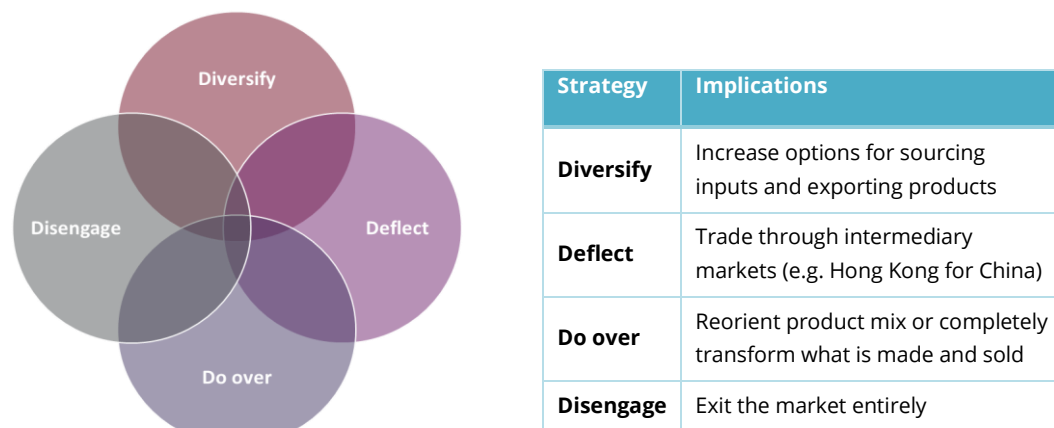 Diversify
Disengage
Deflect
Do over
Strategy Implications
Diversify Increase options for sourcing
inputs and exporting products
Deflect Trade through intermediary
markets (e.g. Hong Kong for China)
Do over Reorient product mix or completely
transform what is made and sold
Disengage Exit the market entirely